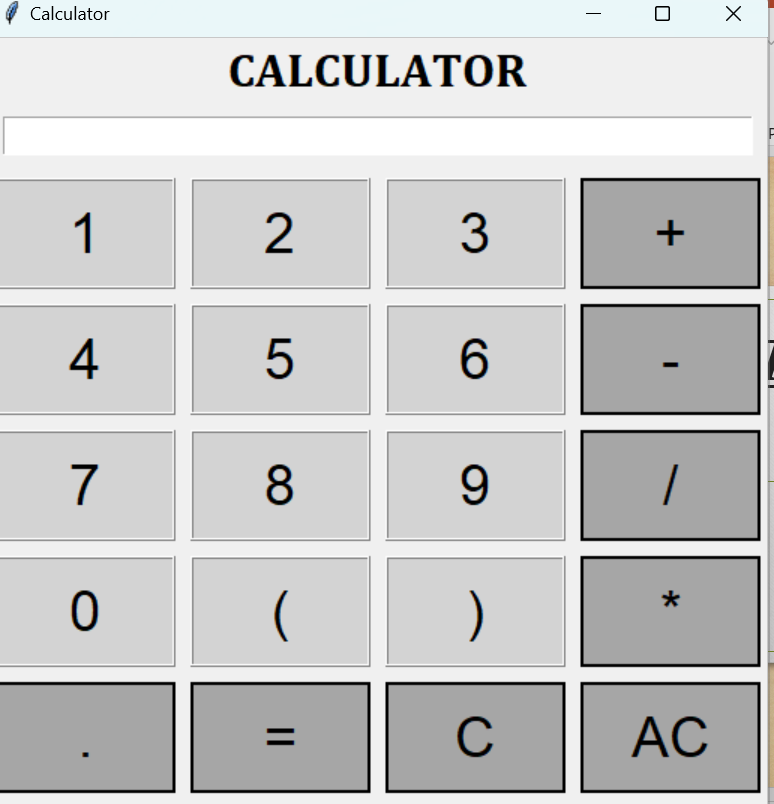 Calculator
CALCULATOR
1 2 3 +
4 5 6 -
7 8 9 /
0 ( ) *
. = C AC